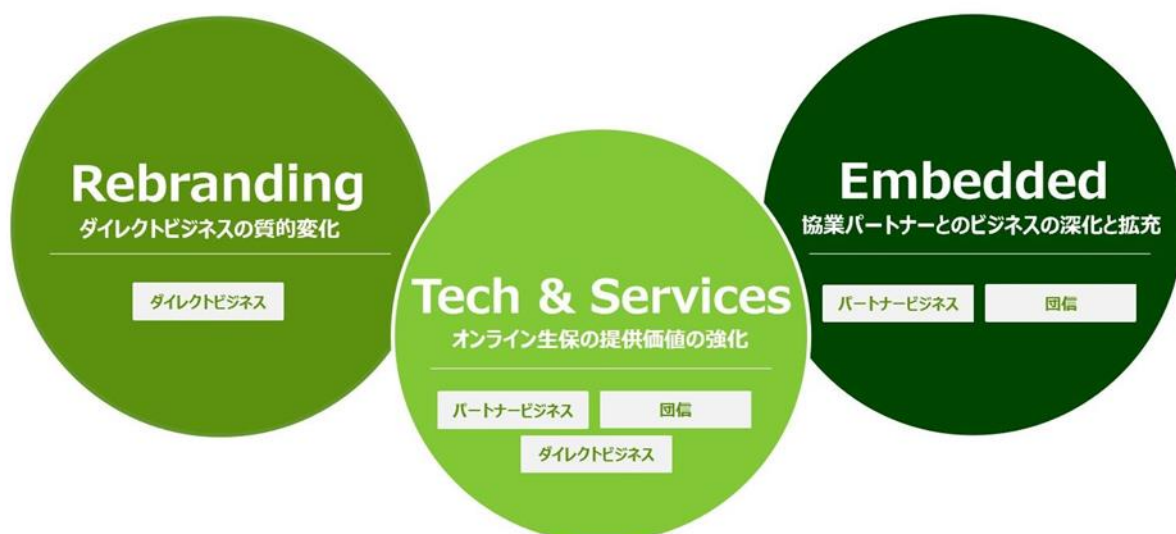 Rebranding
ダイレクトビジネスの質的変化
ダイレクトビジネス
Tech & Services
オンライン生保の提供価値の強化
パートナービジネス
団信
ダイレクトビジネス
Embedded
協業パートナーとのビジネスの深化と拡充
パートナービジネス
団信